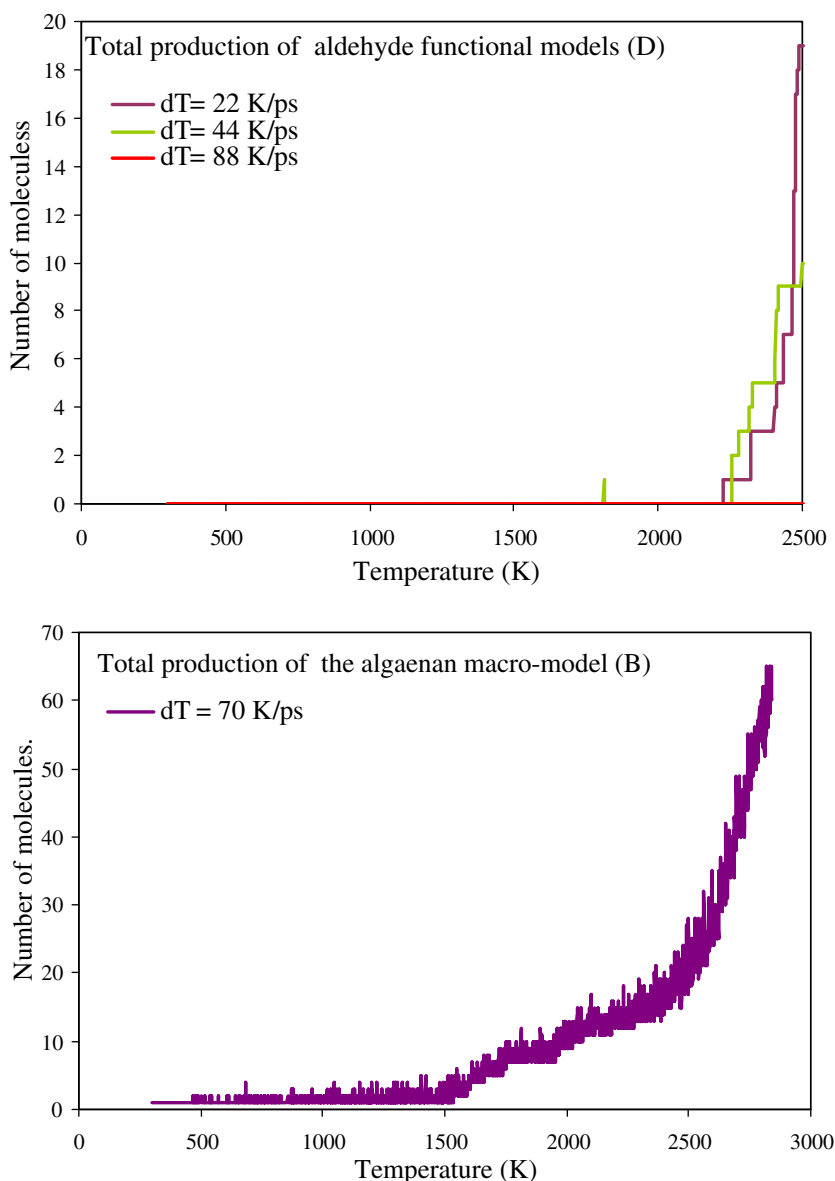 Total production of aldehyde functional models (D)
dT= 22 K/ps
dT= 44 K/ps
dT= 88 K/ps
Number of moleculess
20
18
16
14
12
10
8
6
4
2
0
0 500 1000 1500 2000 2500
Temperature (K)
Total production of the algaenan macro-model (B)
dT = 70 K/ps
Number of molecules.
70
60
50
40
30
20
10
0
0 500 1000 1500 2000 2500 3000
Temperature (K)